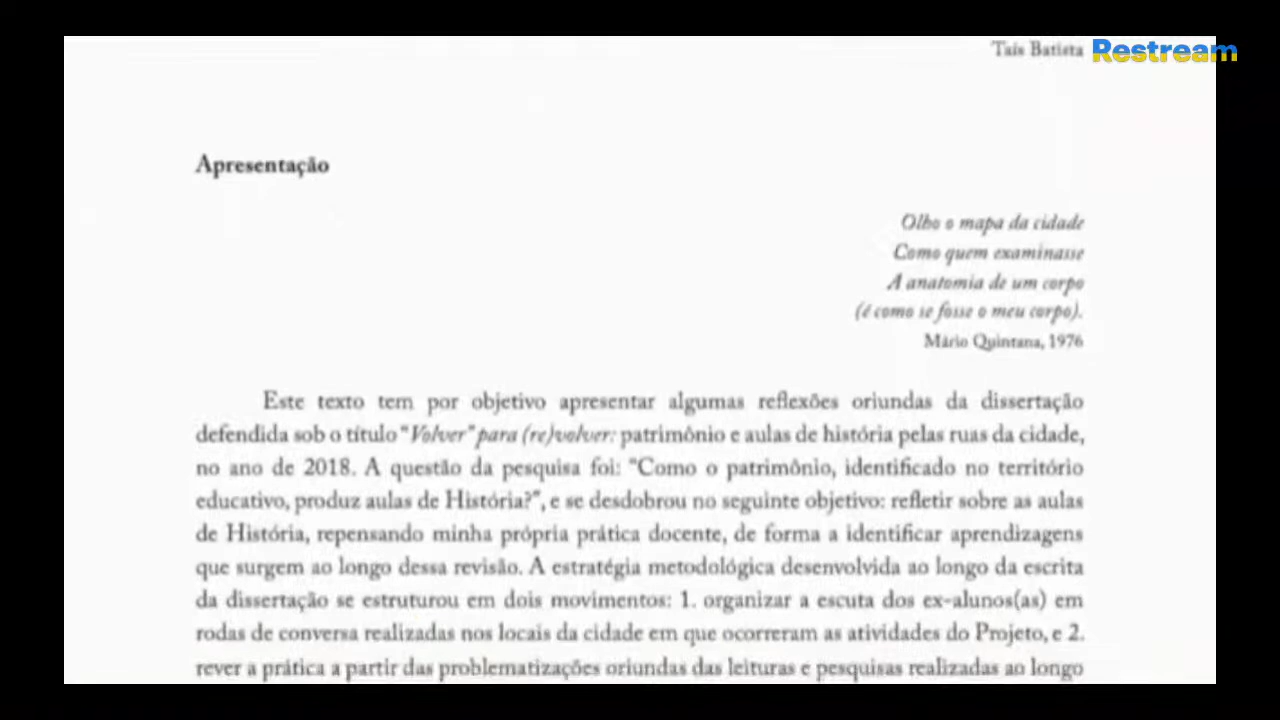 Taís Batista
Restream
Apresentação
Olho o mapa da cidade
Como quem examinasse
A anatomia de um corpo
(é como se fosse o meu corpo).
Mário Quintana, 1976
Este texto tem por objetivo apresentar algumas reflexões oriundas da dissertação
defendida sob o título “Volver” para (re)volver: patrimônio e aulas de história pelas ruas da cidade,
no ano de 2018. A questão da pesquisa foi: “Como o patrimônio, identificado no território
educativo, produz aulas de História?”, e se desdobrou no seguinte objetivo: refletir sobre as aulas
de História, repensando minha própria prática docente, de forma a identificar aprendizagens
que surgem ao longo dessa revisão. A estratégia metodológica desenvolvida ao longo da escrita
da dissertação se estruturou em dois movimentos: 1. organizar a escuta dos ex-alunos(as) em
rodas de conversa realizadas nos locais da cidade em que ocorreram as atividades do Projeto, e 2.
rever a prática a partir das problematizações oriundas das leituras e pesquisas realizadas ao longo